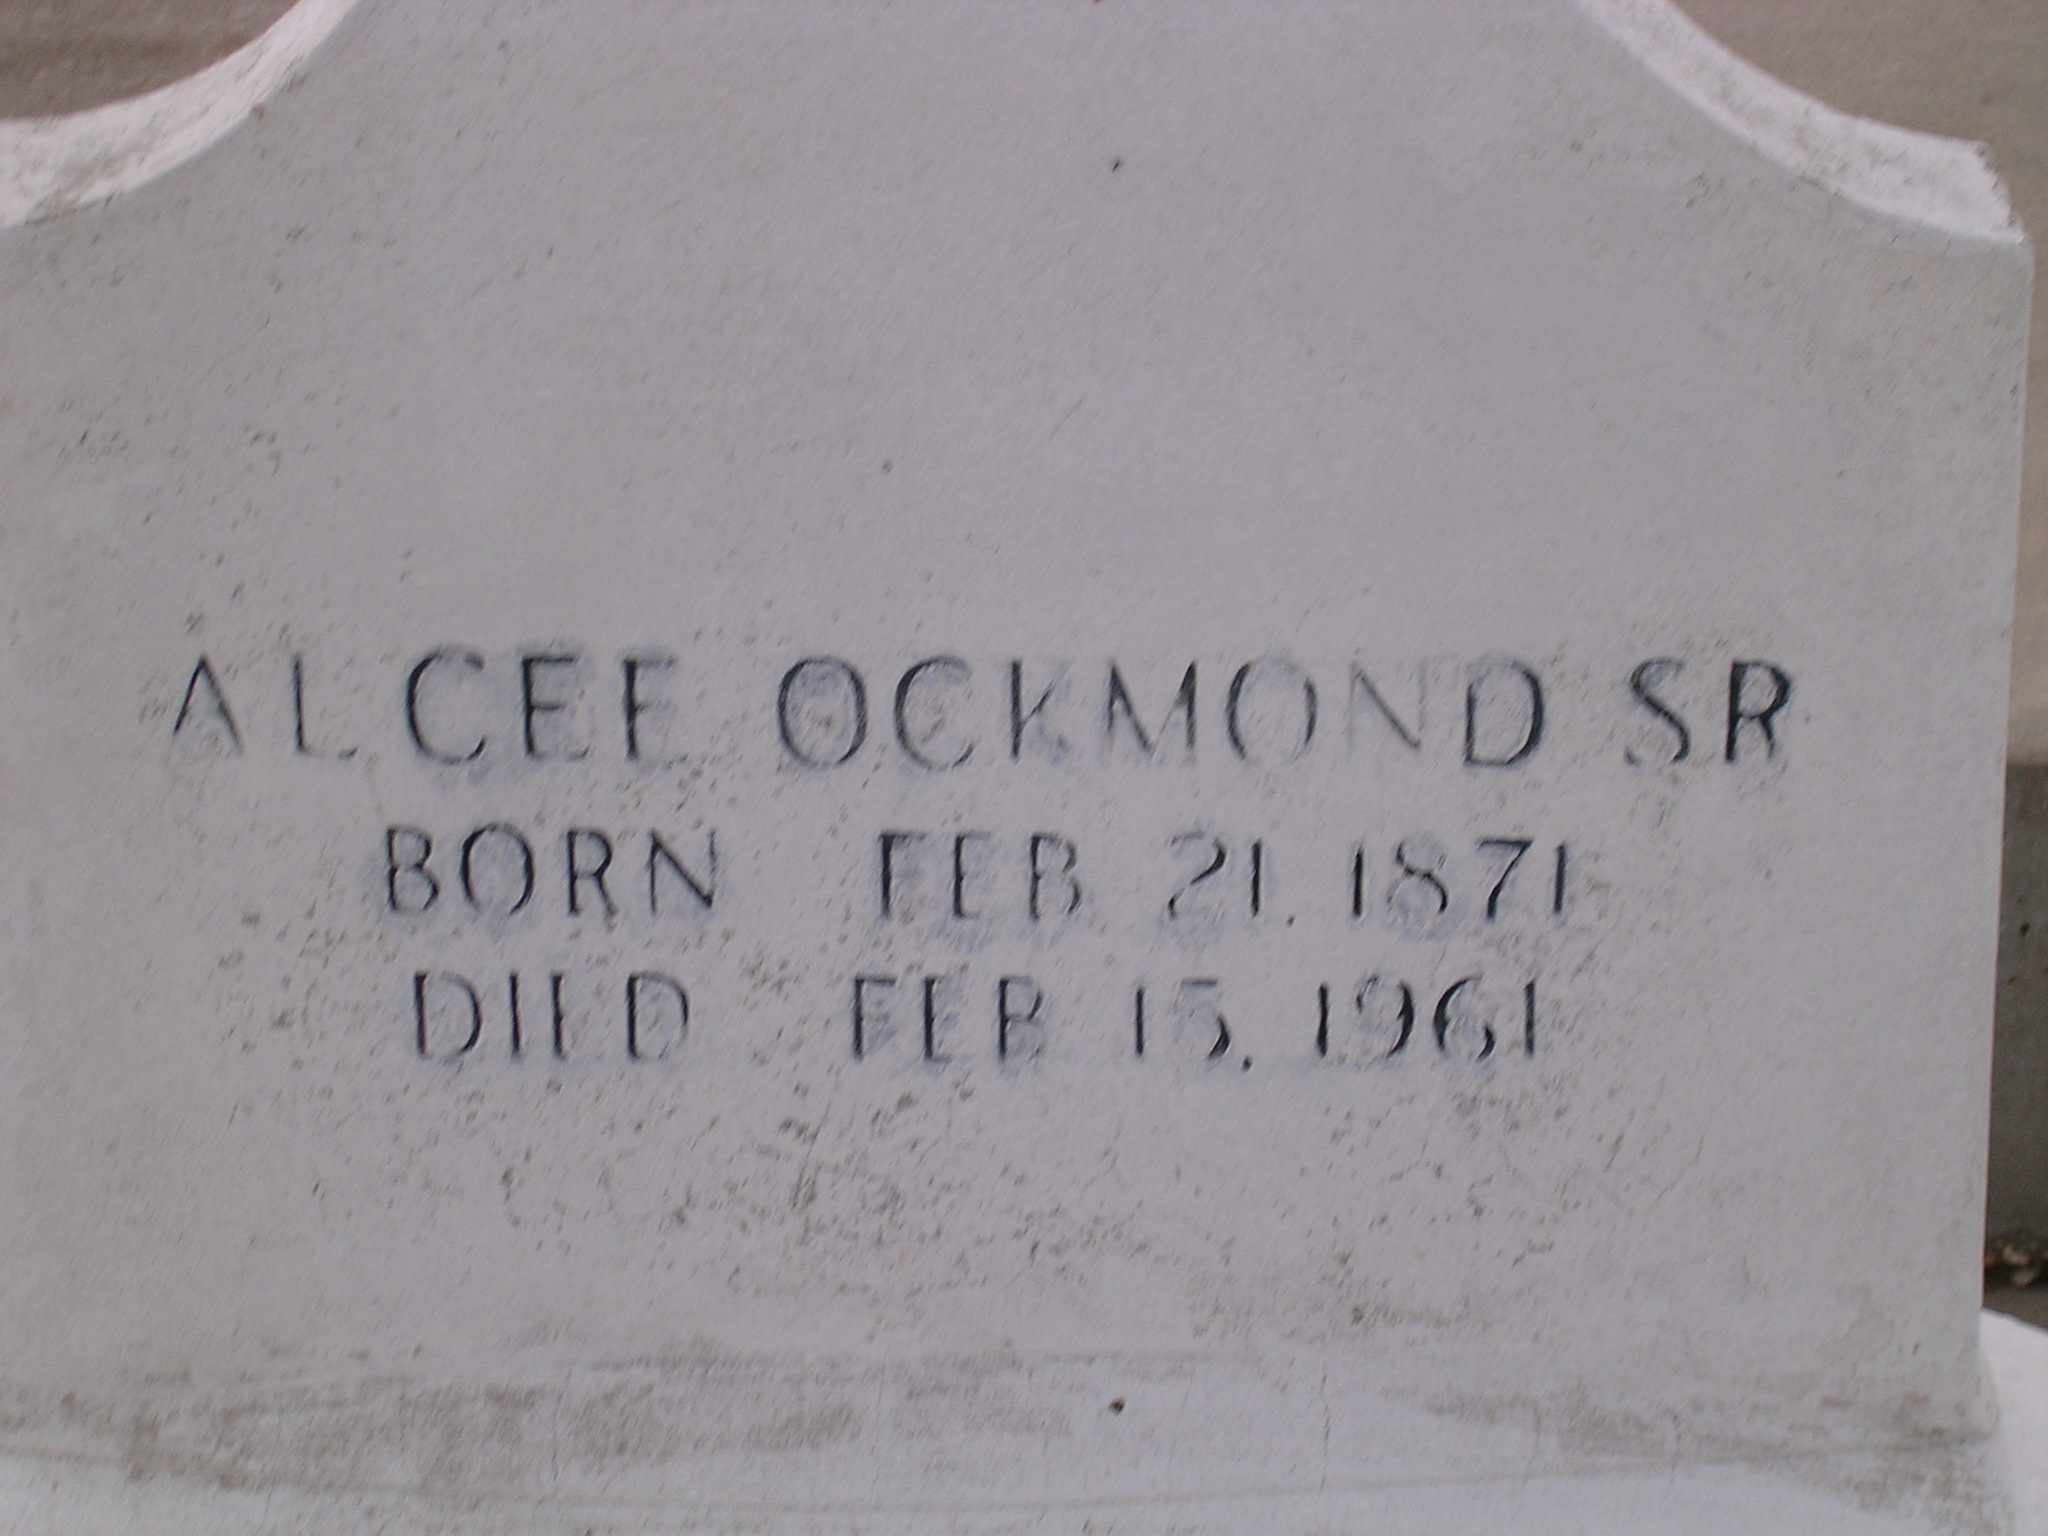 ALCEE OCKMOND SR
BORN FEB 21. 1871
DIED FEB 15. 1961